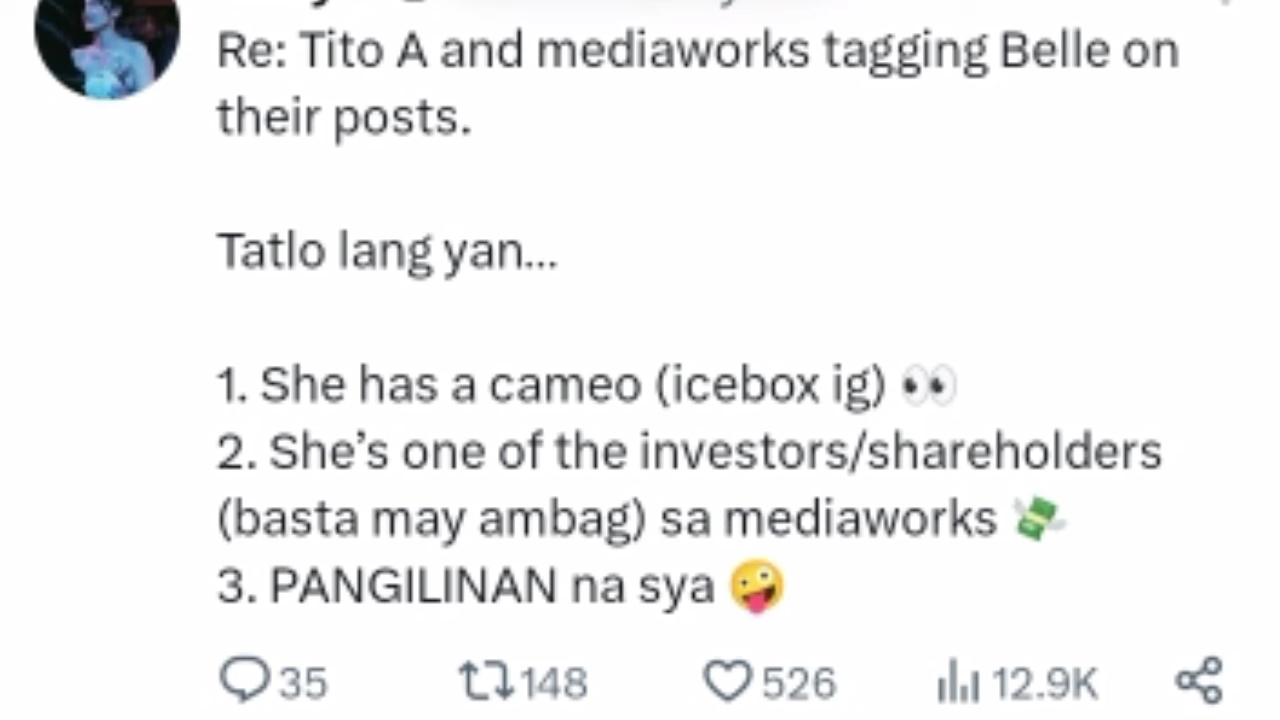 Re: Tito A and mediaworks tagging Belle on
their posts.
Tatlo lang yan...
1. She has a cameo (icebox ig) 👀
2. She's one of the investors/shareholders
(basta may ambag) sa mediaworks 💸
3. PANGILINAN na sya 🤪
35 148 526 12.9K